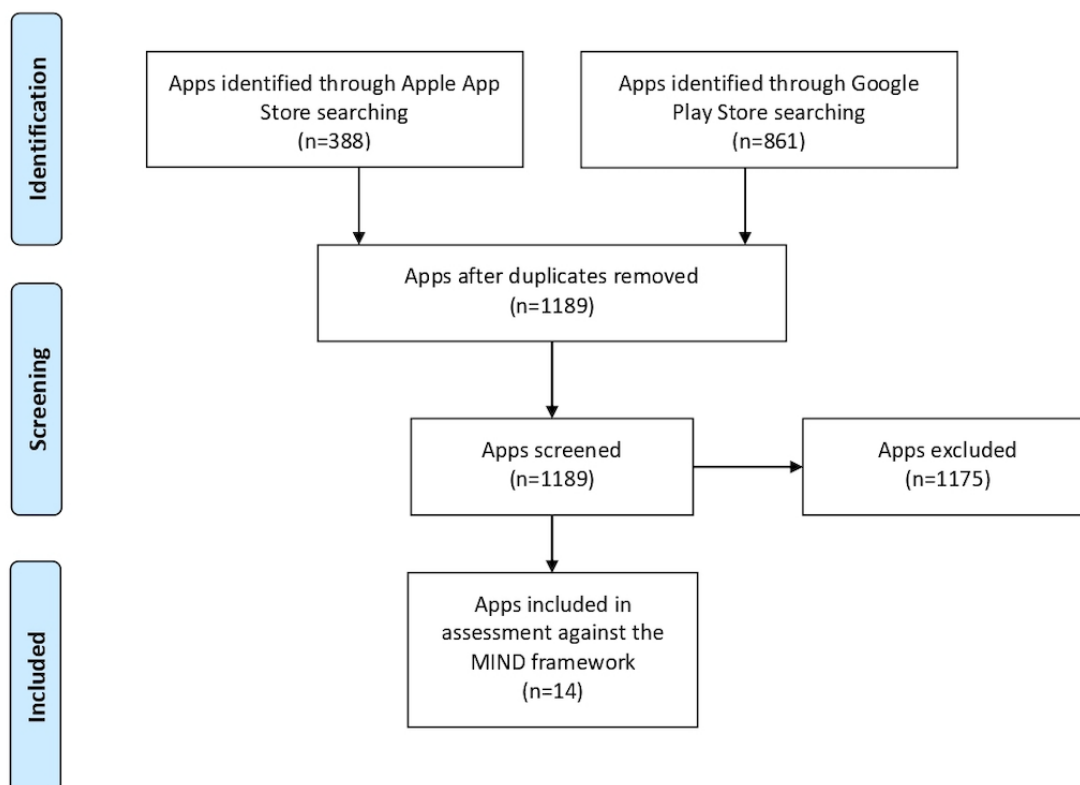 Identification
Apps identified through Apple App
Store searching
(n=388)
Apps identified through Google
Play Store searching
(n=861)
Apps after duplicates removed
(n=1189)
Screening
Apps screened
(n=1189)
Apps excluded
(n=1175)
Included
Apps included in
assessment against the
MIND framework
(n=14)